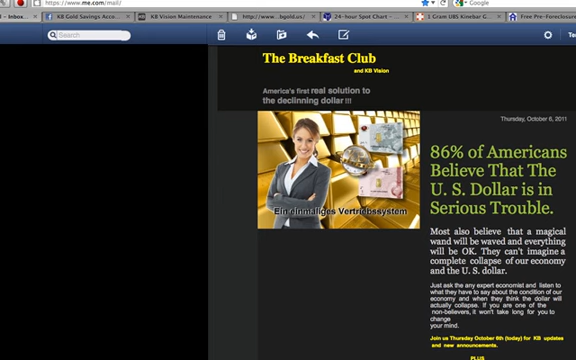 https://www.me.com/mail/
Inbox...
KB Gold Savings Acco...
KB Vision Maintenance
24-hour Spot Chart - ...
1 Gram UBS Kinebar G...
Free Pre-Foreclosure
Search
The Breakfast Club
and KB Vision
America's first real solution to
the declinning dollar !!!
Thursday, October 6, 2011
Ein einmaliges Vertriebssystem
86% of Americans
Believe That The
U. S. Dollar is in
Serious Trouble.
Most also believe that a magical
wand will be waved and everything
will be OK. They can't imagine a
complete collapse of our economy
and the U. S. dollar.
Just ask the any expert economist and listen to
what they have to say about the condition of our
economy and when they think the dollar will
actually collapse. If you are one of the
non-believers, it won't take long for you to
change
your mind.
Join us Thursday October 6th (today) for KB updates
and new announcements.
PLUS